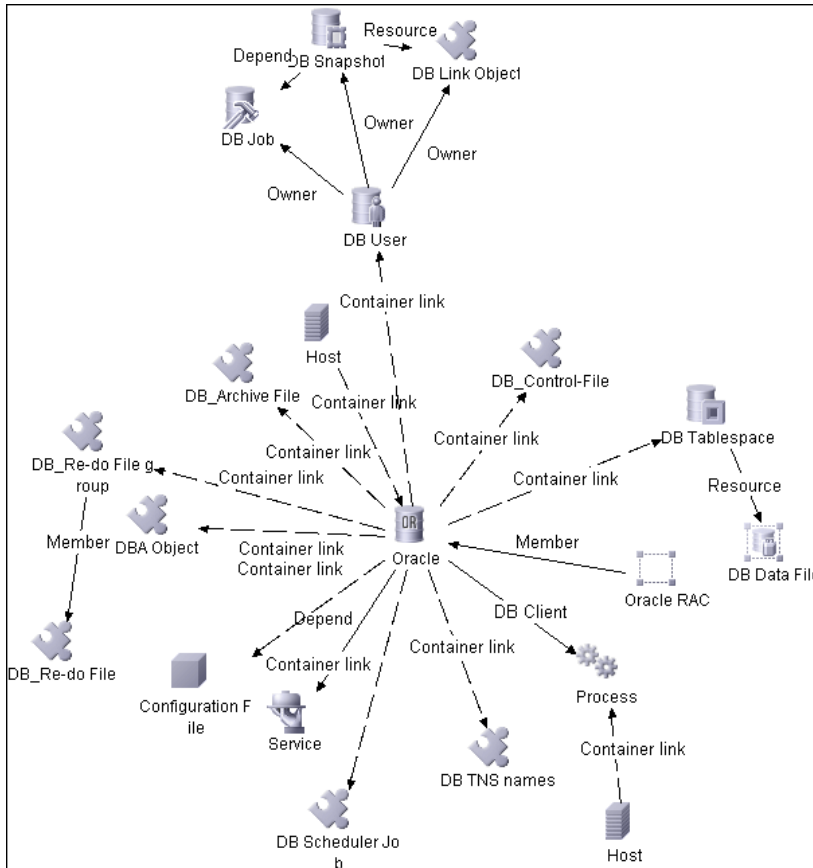 Resource
Depend
DB Snapshot
DB Link Object
DB Job
Owner
Owner
Owner
DB User
Container link
Host
DB_Archive File
Container link
DB_Control-File
DB_Re-do File g
roup
Container link
Container link
Container link
DB Tablespace
Container link
DBA Object
Member
Container link
Container link
OR
Oracle
Member
Resource
DB Data File
Oracle RAC
DB Client
Depend
Container link
Container link
DB_Re-do File
Configuration F
ile
Service
Process
DB TNS names
Container link
DB Scheduler Jo
b
Host